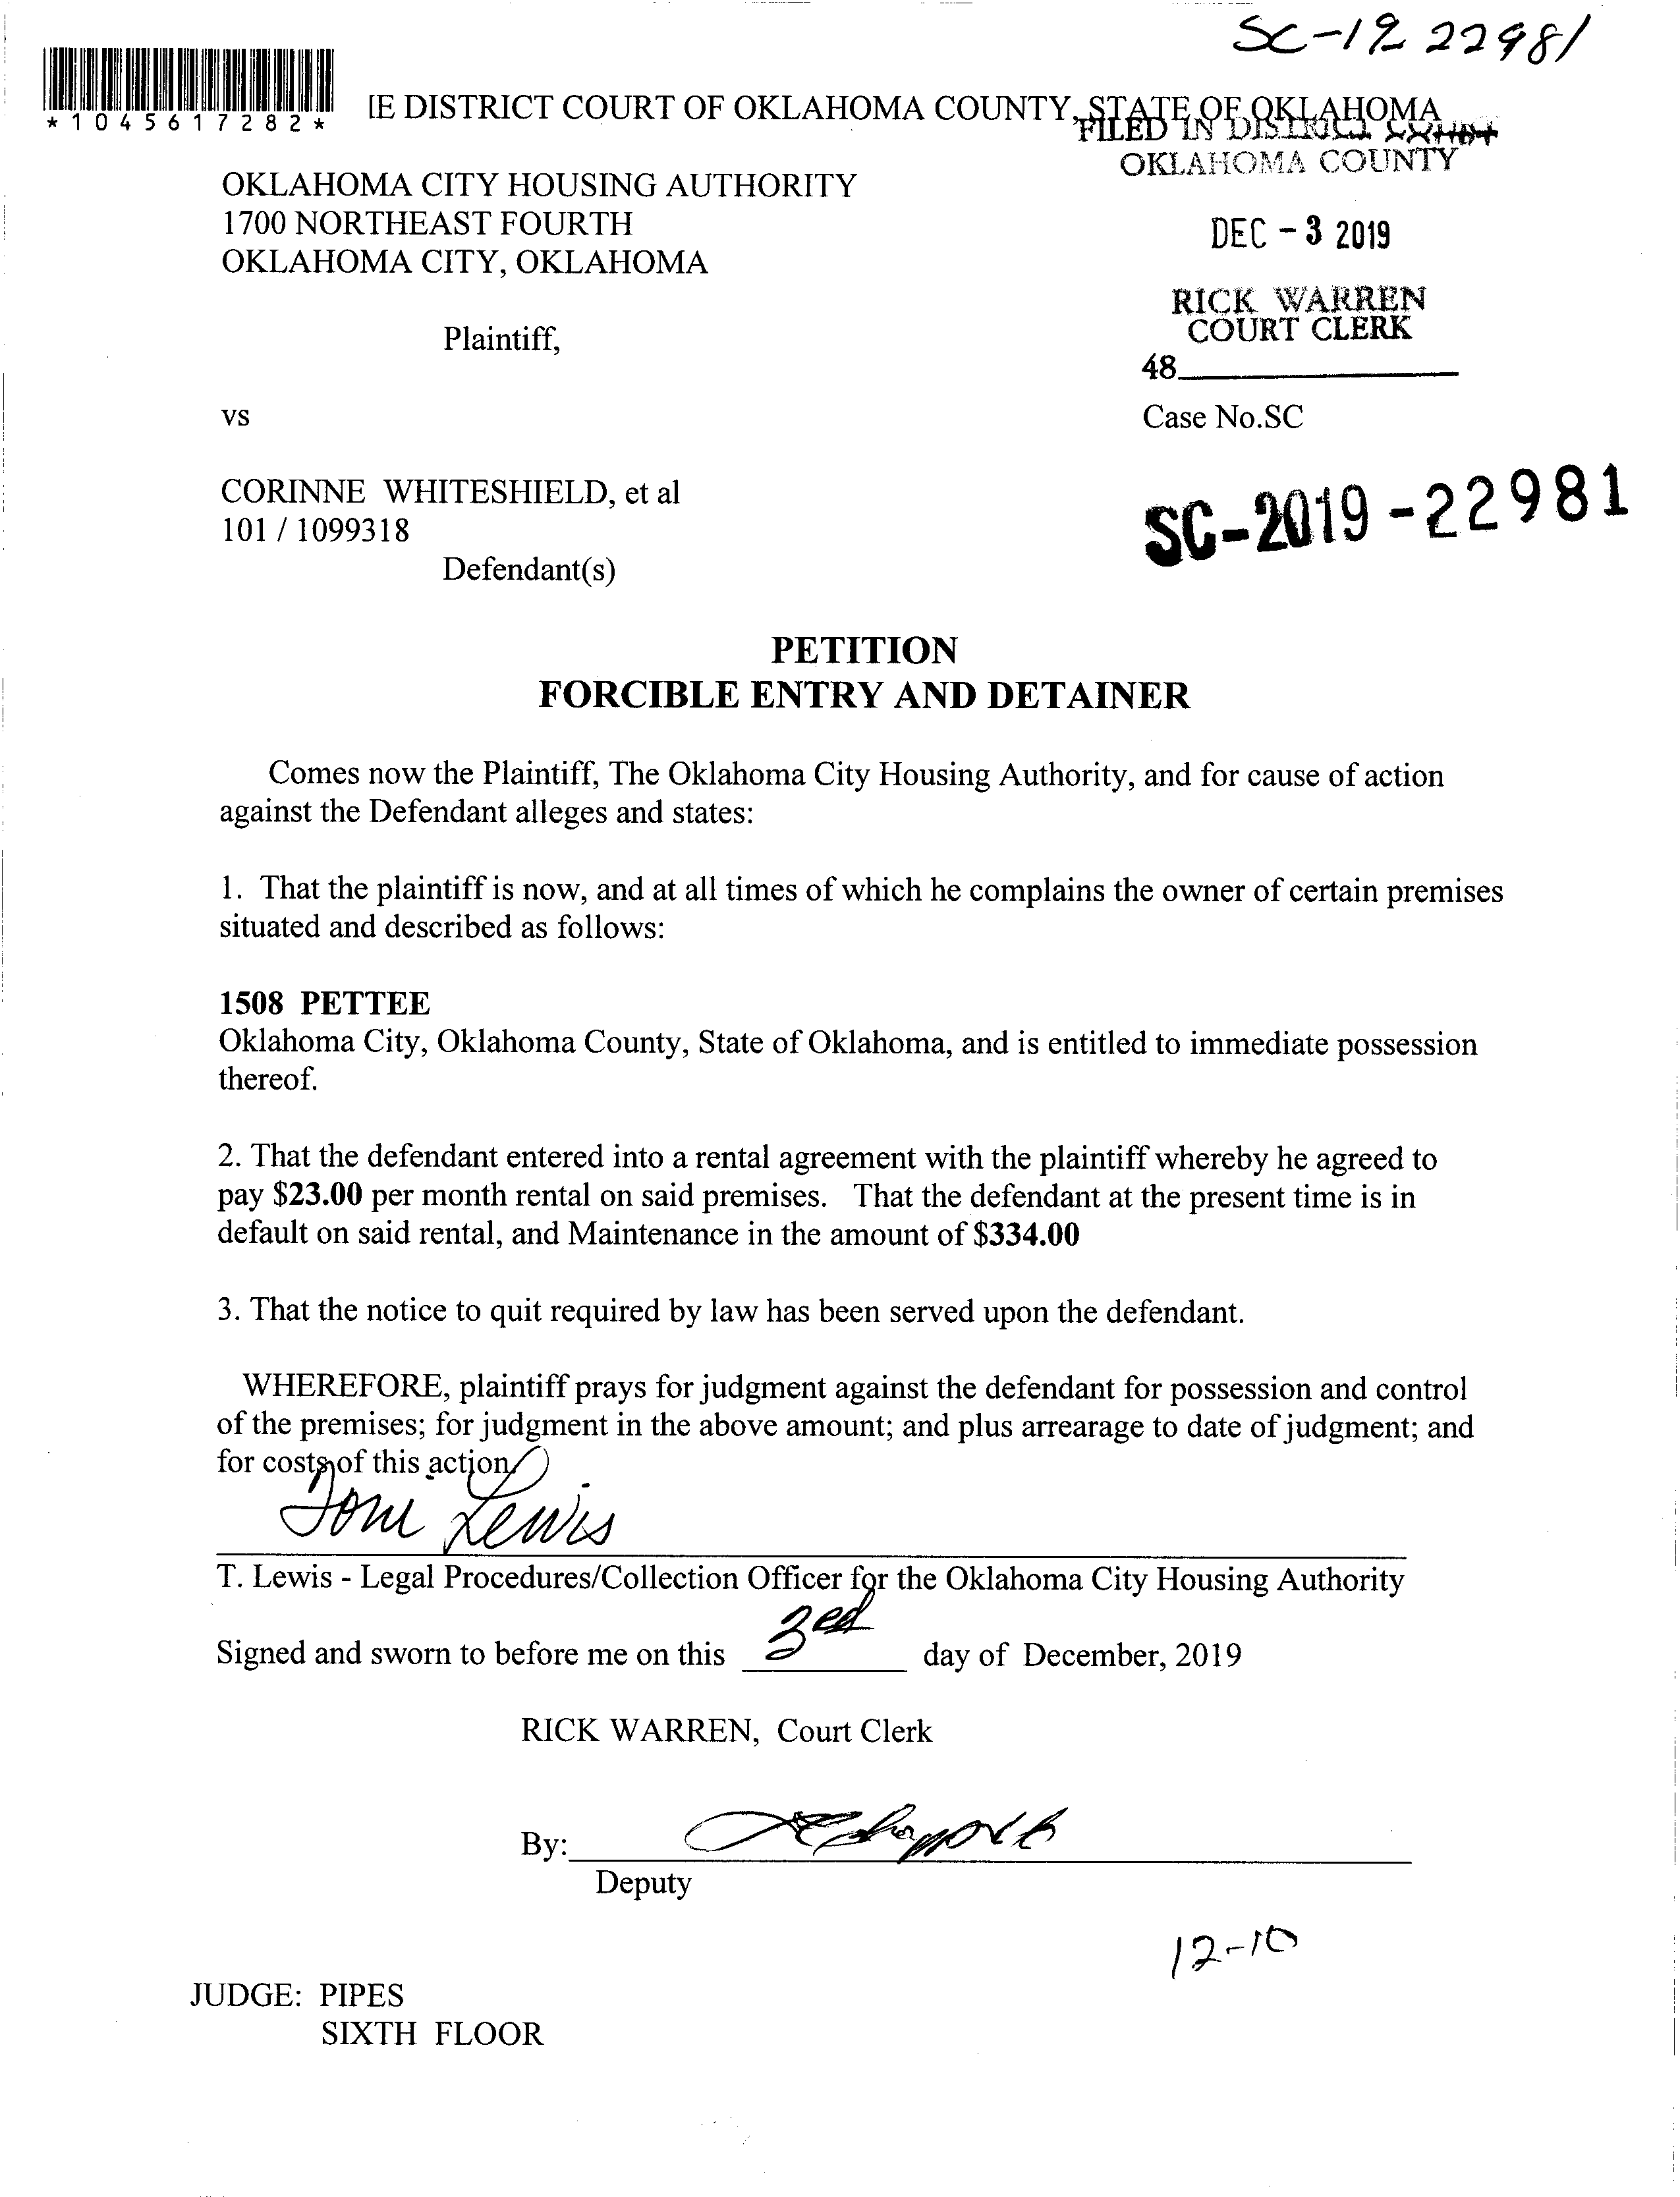 SC-19 22981
*1045617282*
IE DISTRICT COURT OF OKLAHOMA COUNTY, STATE OF OKLAHOMA
FILED IN DISTRICT COURT
OKLAHOMA COUNTY
OKLAHOMA CITY HOUSING AUTHORITY
1700 NORTHEAST FOURTH
OKLAHOMA CITY, OKLAHOMA
DEC - 3 2019
RICK WARREN
COURT CLERK
Plaintiff,
48
vs
Case No.SC
CORINNE WHITESHIELD, et al
101 / 1099318
SC-2019-22981
Defendant(s)
PETITION
FORCIBLE ENTRY AND DETAINER
Comes now the Plaintiff, The Oklahoma City Housing Authority, and for cause of action
against the Defendant alleges and states:
1. That the plaintiff is now, and at all times of which he complains the owner of certain premises
situated and described as follows:
1508 PETTEE
Oklahoma City, Oklahoma County, State of Oklahoma, and is entitled to immediate possession
thereof.
2. That the defendant entered into a rental agreement with the plaintiff whereby he agreed to
pay $23.00 per month rental on said premises. That the defendant at the present time is in
default on said rental, and Maintenance in the amount of $334.00
3. That the notice to quit required by law has been served upon the defendant.
WHEREFORE, plaintiff prays for judgment against the defendant for possession and control
of the premises; for judgment in the above amount; and plus arrearage to date of judgment; and
for costs of this action
Toni Lewis
T. Lewis - Legal Procedures/Collection Officer for the Oklahoma City Housing Authority
Signed and sworn to before me on this 3rd day of December, 2019
RICK WARREN, Court Clerk
By:
Deputy
12-10
JUDGE: PIPES
SIXTH FLOOR